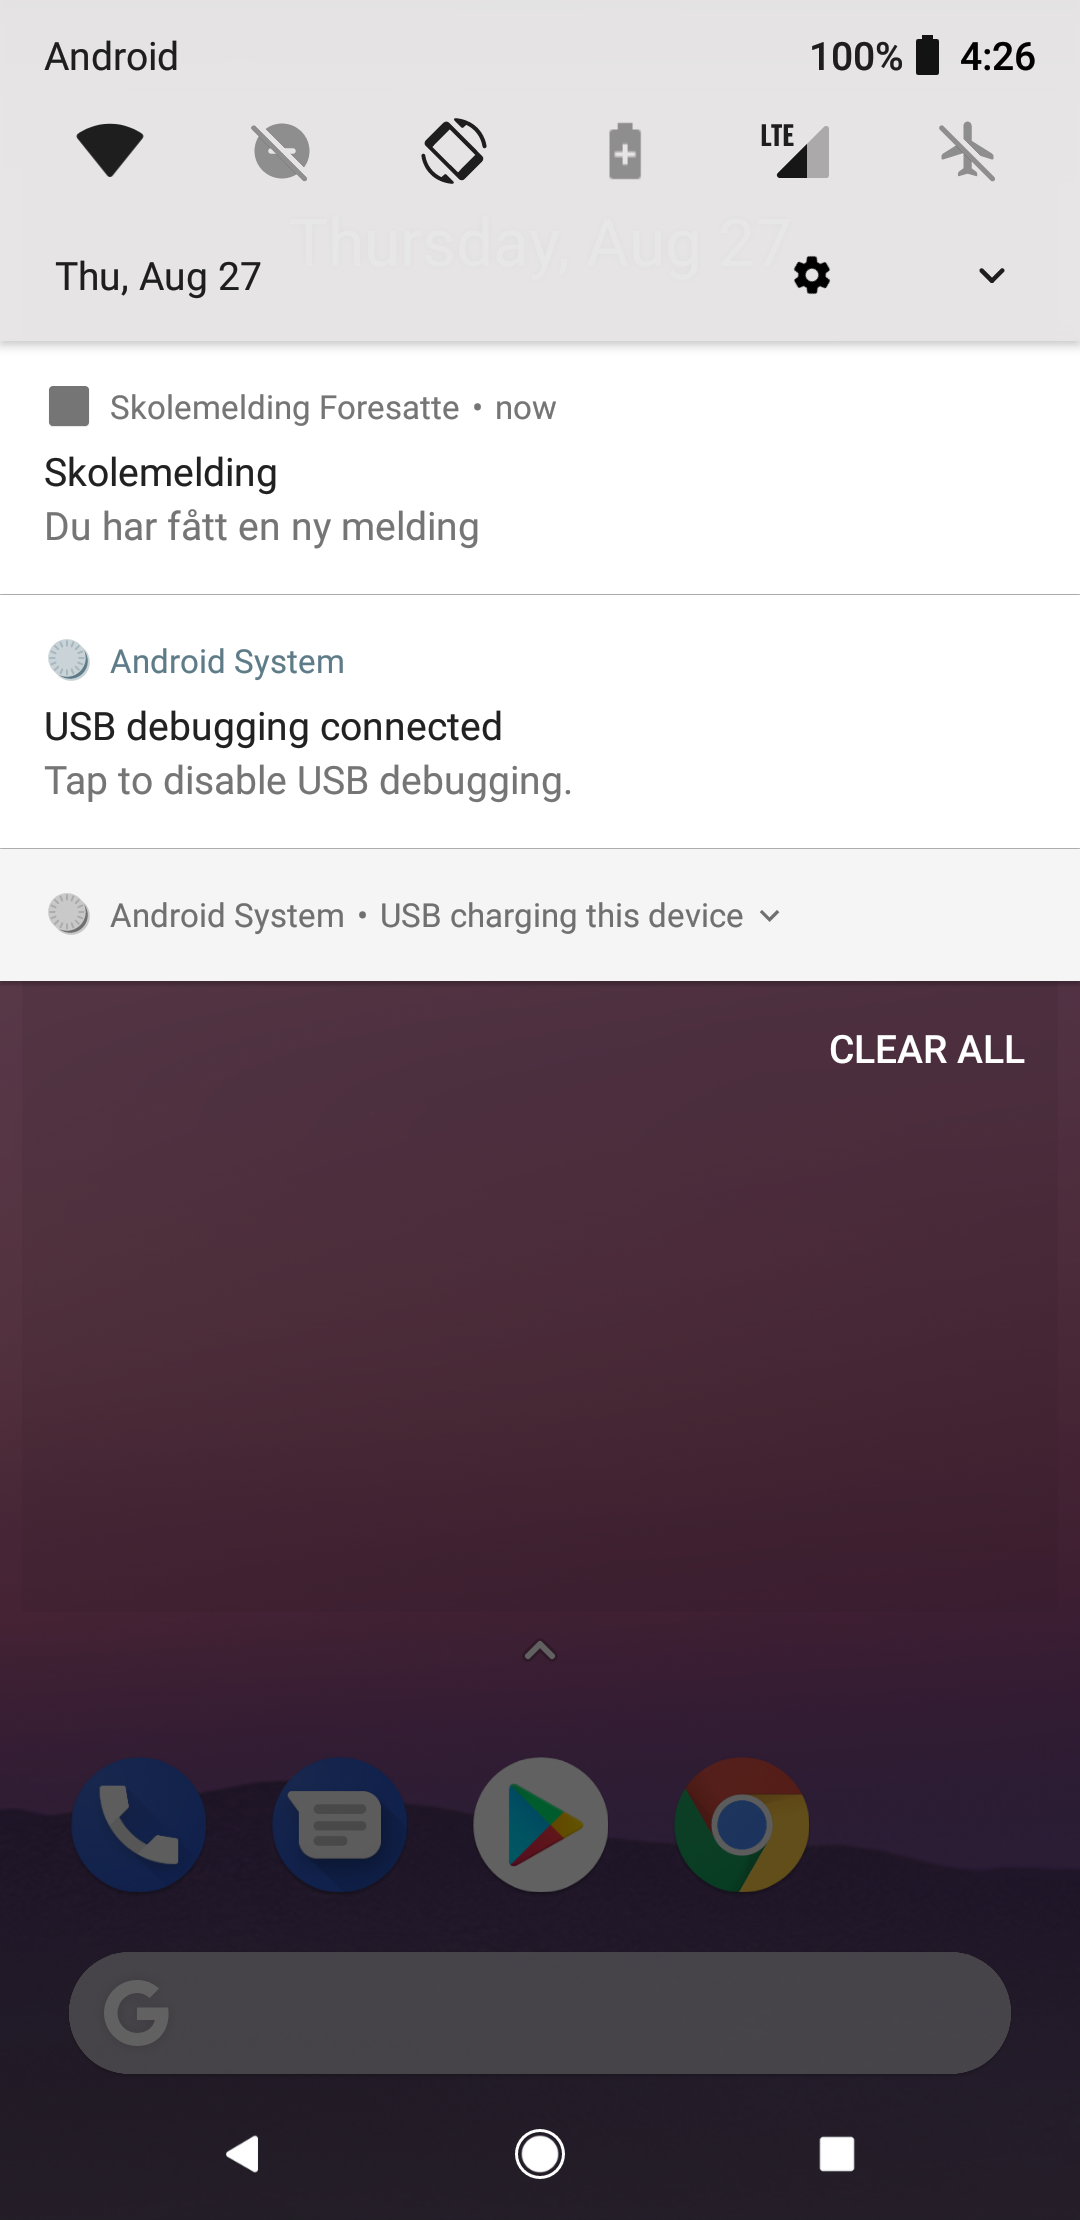 Android 100% 4:26
LTE
Thursday, Aug 27
Thu, Aug 27
Skolemelding Foresatte • now
Skolemelding
Du har fått en ny melding
Android System
USB debugging connected
Tap to disable USB debugging.
Android System • USB charging this device
CLEAR ALL